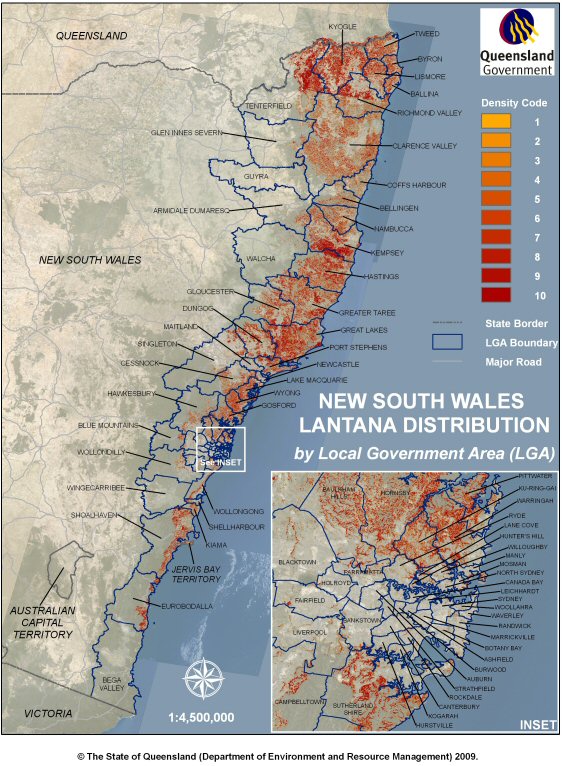 QUEENSLAND
KYOGLE
TWEED
BYRON
LISMORE
BALLINA
RICHMOND VALLEY
TENTERFIELD
GLEN INNES SEVERN
CLARENCE VALLEY
GUYRA
COFFS HARBOUR
ARMIDALE DUMARESQ
BELLINGEN
NAMBUCCA
KEMPSEY
NEW SOUTH WALES
WALCHA
HASTINGS
GLOUCESTER
DUNGOG
GREATER TAREE
MAITLAND
GREAT LAKES
SINGLETON
PORT STEPHENS
CESSNOCK
NEWCASTLE
LAKE MACQUARIE
HAWKESBURY
WYONG
GOSFORD
BLUE MOUNTAINS
WOLLONDILLY
See INSET
WINGECARRIBEE
SHOALHAVEN
WOLLONGONG
SHELLHARBOUR
KIAMA
JERVIS BAY
TERRITORY
AUSTRALIAN
CAPITAL
TERRITORY
EUROBODALLA
BEGA
VALLEY
VICTORIA
1:4,500,000
Queensland
Government
Density Code
1
2
3
4
5
6
7
8
9
10
State Border
LGA Boundary
Major Road
NEW SOUTH WALES
LANTANA DISTRIBUTION
by Local Government Area (LGA)
PITTWATER
BAULKHAM
HILLS
HORNSBY
KU-RING-GAI
WARRINGAH
RYDE
LANE COVE
HUNTER'S HILL
WILLOUGHBY
BLACKTOWN
MANLY
PARRAMATTA
MOSMAN
NORTH SYDNEY
HOLROYD
CANADA BAY
LEICHHARDT
FAIRFIELD
SYDNEY
WOOLLAHRA
BANKSTOWN
WAVERLEY
LIVERPOOL
RANDWICK
MARRICKVILLE
BOTANY BAY
ASHFIELD
BURWOOD
AUBURN
STRATHFIELD
CAMPBELLTOWN
SUTHERLAND
SHIRE
ROCKDALE
CANTERBURY
KOGARAH
HURSTVILLE
INSET
© The State of Queensland (Department of Environment and Resource Management) 2009.